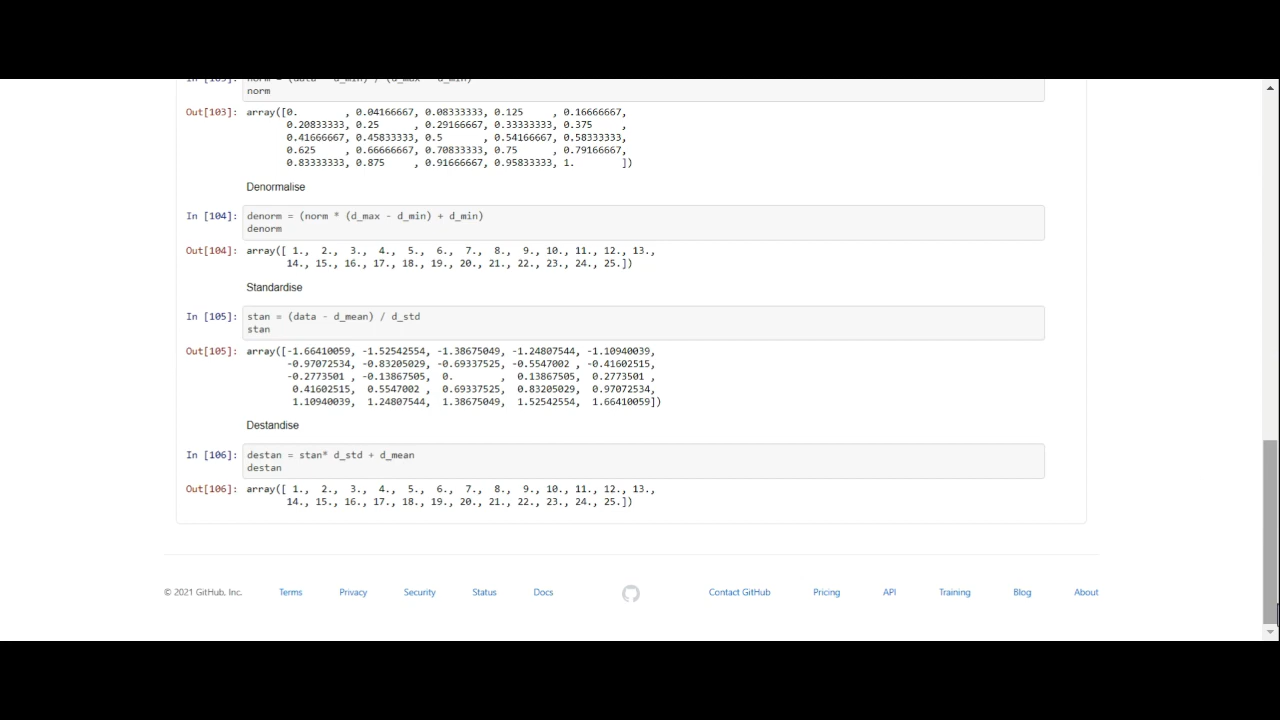 In [103]: norm = (data - d_min) / (d_max - d_min)
norm
Out[103]: array([0.        , 0.04166667, 0.08333333, 0.125     , 0.16666667,
0.20833333, 0.25      , 0.29166667, 0.33333333, 0.375     ,
0.41666667, 0.45833333, 0.5       , 0.54166667, 0.58333333,
0.625     , 0.66666667, 0.70833333, 0.75      , 0.79166667,
0.83333333, 0.875     , 0.91666667, 0.95833333, 1.        ])
Denormalise
In [104]: denorm = (norm * (d_max - d_min) + d_min)
denorm
Out[104]: array([ 1.,  2.,  3.,  4.,  5.,  6.,  7.,  8.,  9., 10., 11., 12., 13.,
14., 15., 16., 17., 18., 19., 20., 21., 22., 23., 24., 25.])
Standardise
In [105]: stan = (data - d_mean) / d_std
stan
Out[105]: array([-1.66410059, -1.52542554, -1.38675049, -1.24807544, -1.10940039,
-0.97072534, -0.83205029, -0.69337525, -0.5547002 , -0.41602515,
-0.2773501 , -0.13867505,  0.        ,  0.13867505,  0.2773501 ,
0.41602515,  0.5547002 ,  0.69337525,  0.83205029,  0.97072534,
1.10940039,  1.24807544,  1.38675049,  1.52542554,  1.66410059])
Destandise
In [106]: destan = stan* d_std + d_mean
destan
Out[106]: array([ 1.,  2.,  3.,  4.,  5.,  6.,  7.,  8.,  9., 10., 11., 12., 13.,
14., 15., 16., 17., 18., 19., 20., 21., 22., 23., 24., 25.])
© 2021 GitHub, Inc. Terms Privacy Security Status Docs Contact GitHub Pricing API Training Blog About